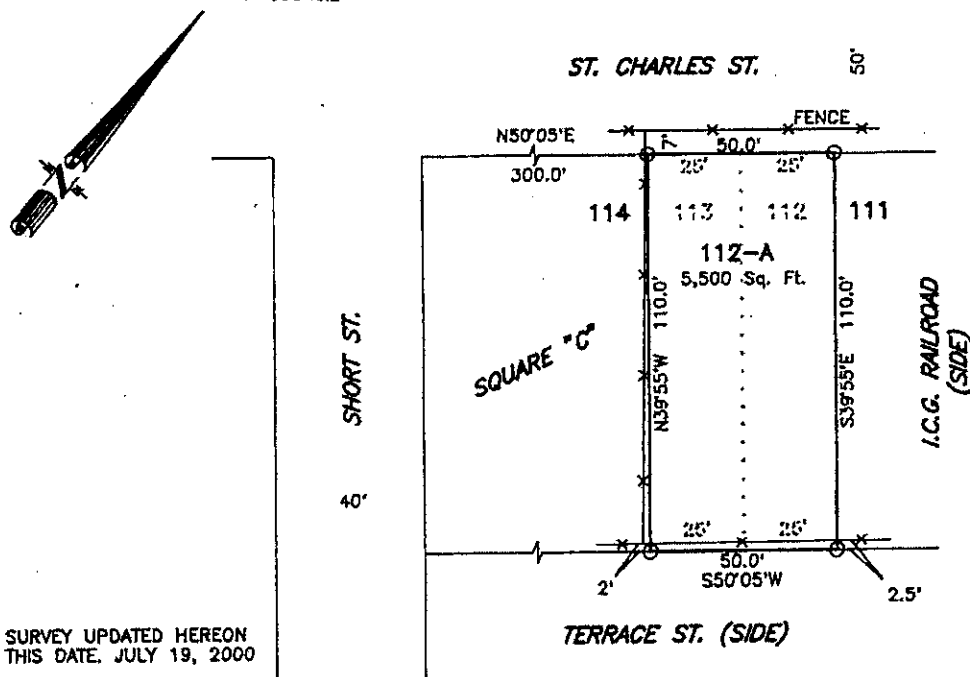 ST. CHARLES ST.
50'
FENCE
N50°05'E
7'
50.0'
300.0'
25'
25'
114
113
112
111
112-A
5,500 Sq. Ft.
110.0'
110.0'
N39°55'W
S39°55'E
SQUARE "C"
SHORT ST.
40'
I.C.G. RAILROAD
(SIDE)
25'
25'
50.0'
S50°05'W
2'
2.5'
TERRACE ST. (SIDE)
N
SURVEY UPDATED HEREON
THIS DATE, JULY 19, 2000